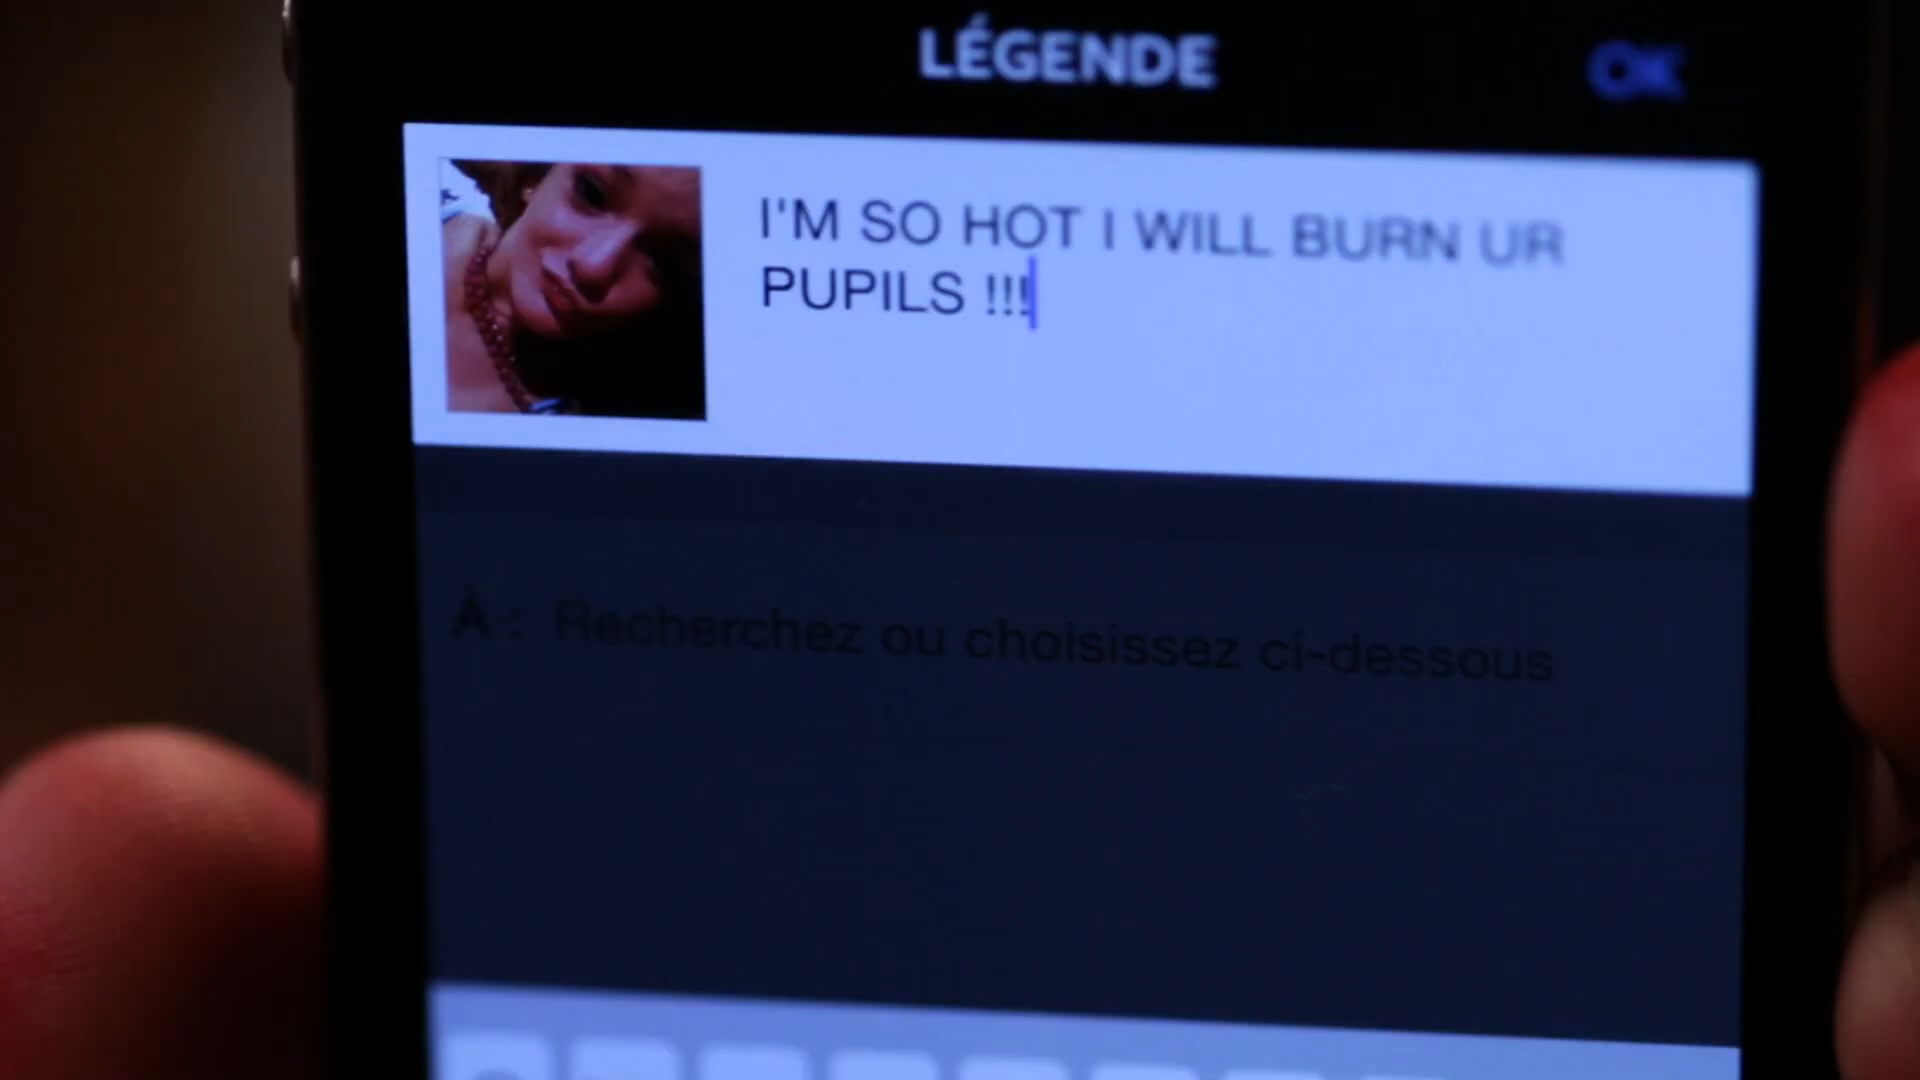 LÉGENDE
OK
I'M SO HOT I WILL BURN UR
PUPILS !!!
À : Recherchez ou choisissez ci-dessous